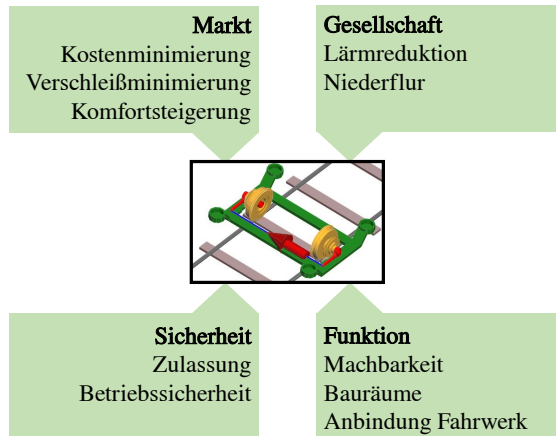 Markt
Kostenminimierung
Verschleißminimierung
Komfortsteigerung
Gesellschaft
Lärmreduktion
Niederflur
Sicherheit
Zulassung
Betriebssicherheit
Funktion
Machbarkeit
Bauräume
Anbindung Fahrwerk